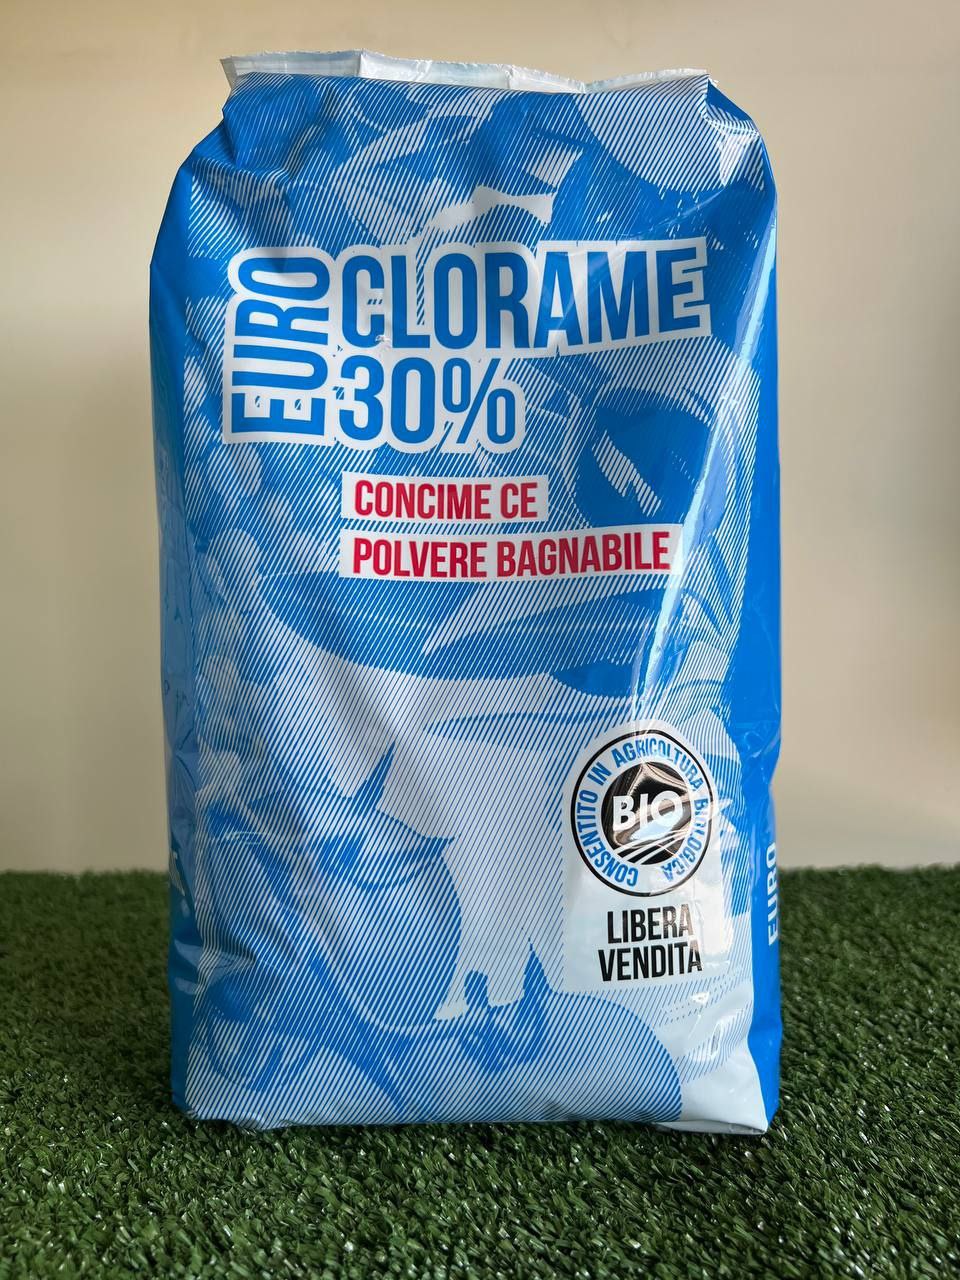 EURO
CLORAME
30%
CONCIME CE
POLVERE BAGNABILE
CONSENTITO IN AGRICOLTURA BIOLOGICA
BIO
LIBERA
VENDITA
EURO